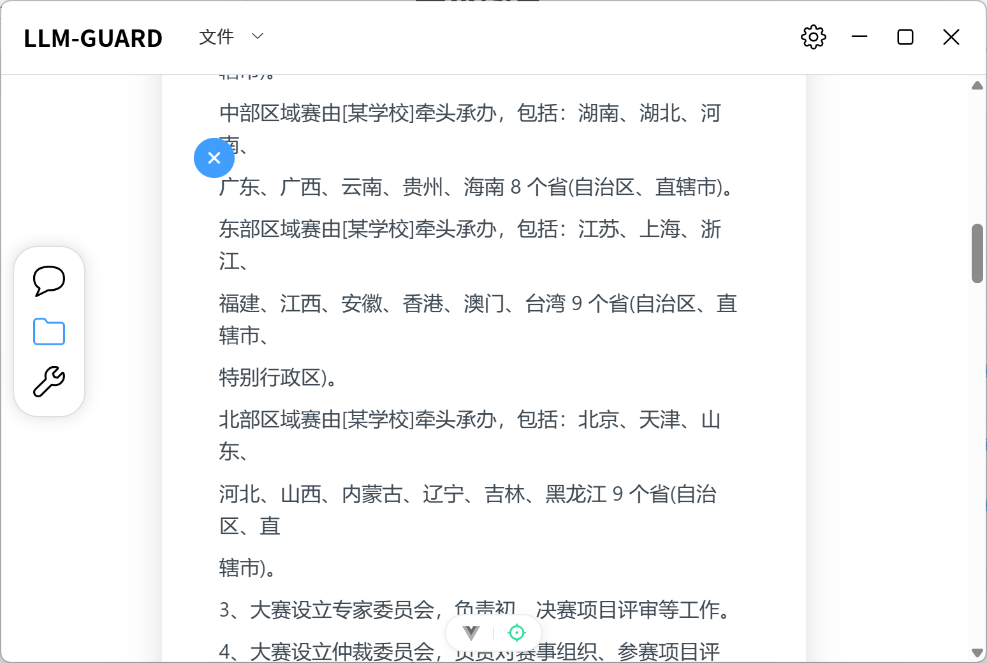 LLM-GUARD
文件
辖市)。
中部区域赛由[某学校]牵头承办，包括：湖南、湖北、河
南、
广东、广西、云南、贵州、海南 8 个省(自治区、直辖市)。
东部区域赛由[某学校]牵头承办，包括：江苏、上海、浙
江、
福建、江西、安徽、香港、澳门、台湾 9 个省(自治区、直
辖市、
特别行政区)。
北部区域赛由[某学校]牵头承办，包括：北京、天津、山
东、
河北、山西、内蒙古、辽宁、吉林、黑龙江 9 个省(自治
区、直
辖市)。
3、大赛设立专家委员会，负责初、决赛项目评审等工作。
4、大赛设立仲裁委员会，负责对赛事组织、参赛项目评